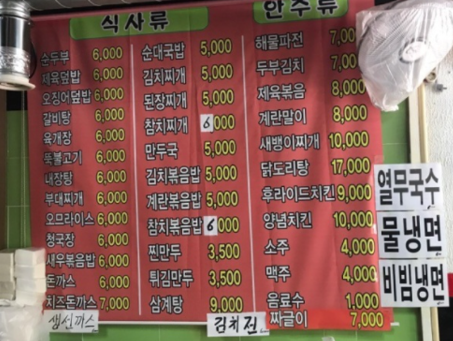 식사류
순두부 6,000
제육덮밥 6,000
오징어덮밥 6,000
갈비탕 6,000
육개장 6,000
뚝불고기 6,000
내장탕 6,000
부대찌개 6,000
오므라이스 6,000
청국장 6,000
새우볶음밥 6,000
돈까스 6,000
치즈돈까스 7,000
생선까스
순대국밥 5,000
김치찌개 5,000
된장찌개 5,000
참치찌개 6,000
만두국 5,000
김치볶음밥 5,000
계란볶음밥 5,000
참치볶음밥 6,000
찐만두 3,500
튀김만두 3,500
삼계탕 9,000
김치전
안주류
해물파전 7,000
두부김치 7,000
제육볶음 8,000
계란말이 8,000
새뱅이찌개 10,000
닭도리탕 17,000
후라이드치킨 9,000
양념치킨 10,000
소주 4,000
맥주 4,000
음료수 1,000
짜글이 7,000
열무국수
물냉면
비빔냉면